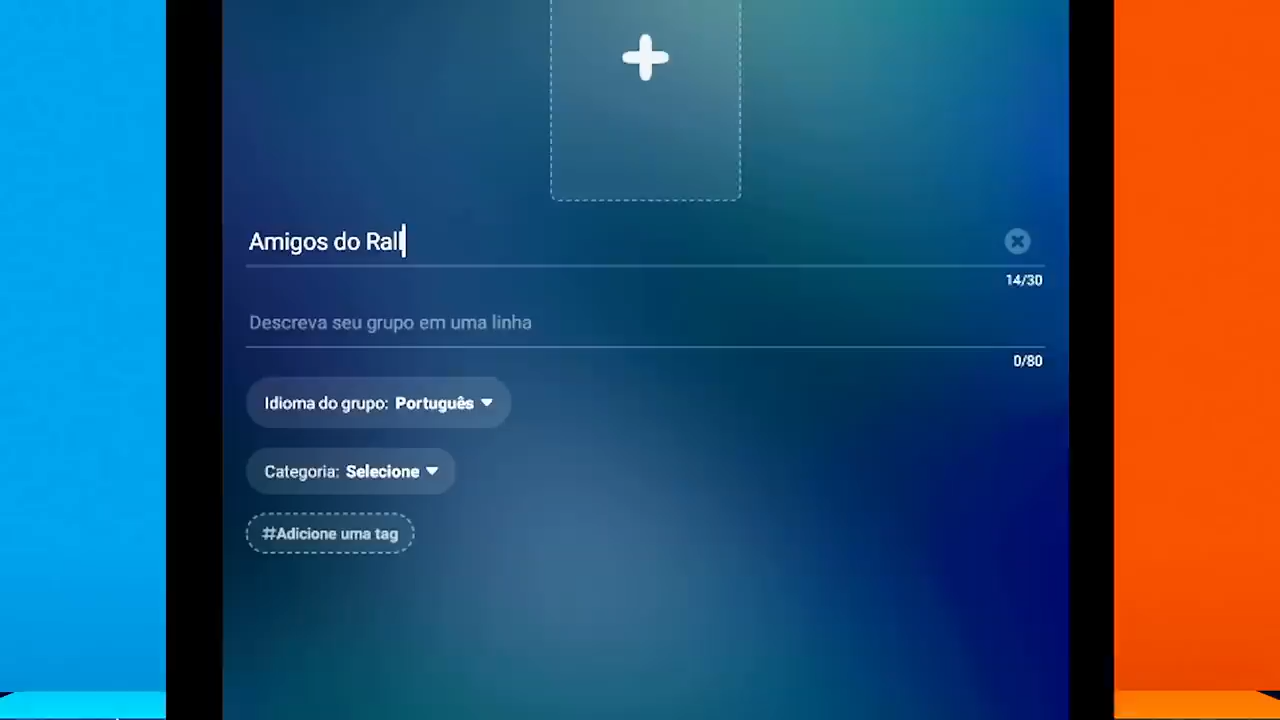 Amigos do Rall
14/30
Descreva seu grupo em uma linha
0/80
Idioma do grupo: Português
Categoria: Selecione
#Adicione uma tag